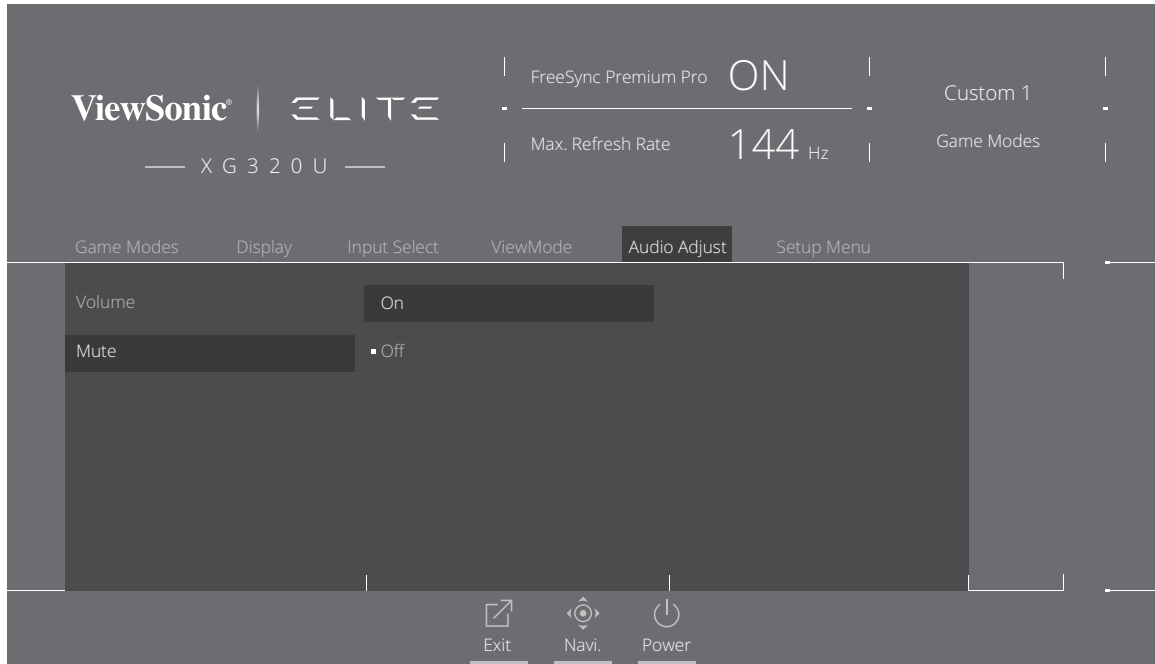 ViewSonic® ELITE
XG320U
FreeSync Premium Pro ON
Max. Refresh Rate 144 Hz
Custom 1
Game Modes
Game Modes Display Input Select ViewMode Audio Adjust Setup Menu
Volume On
Mute Off
Exit Navi. Power